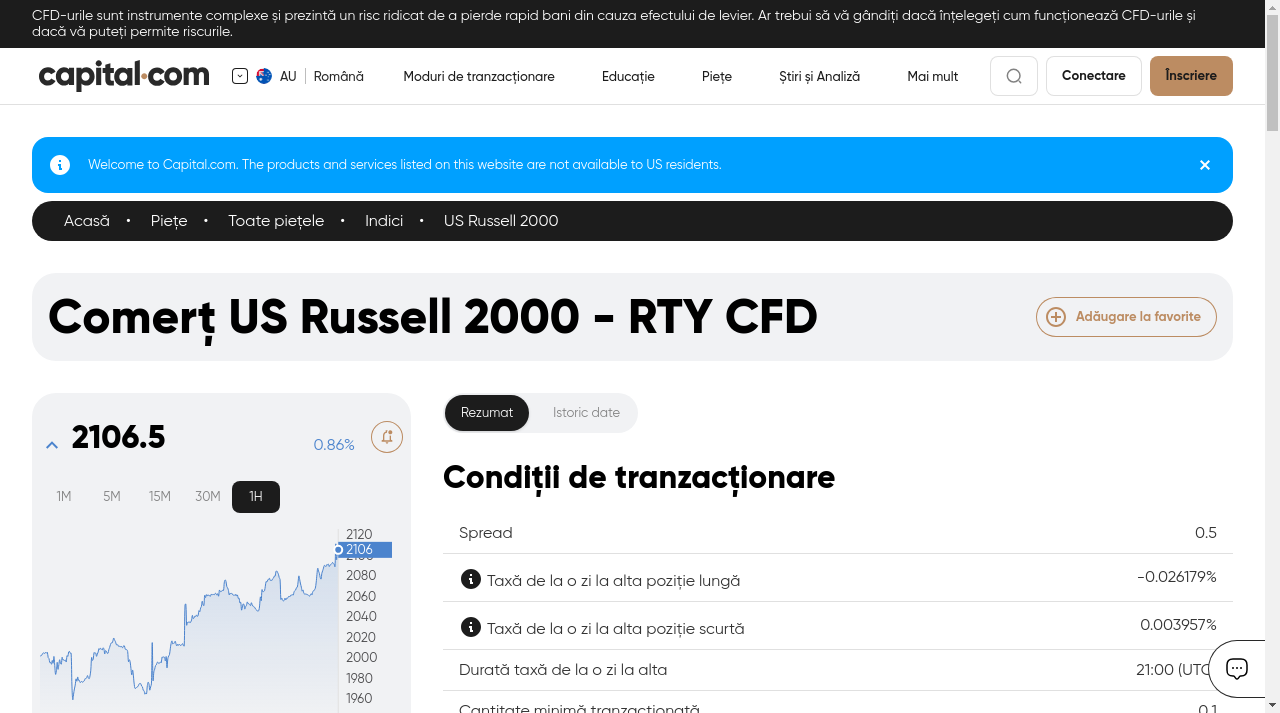 CFD-urile sunt instrumente complexe și prezintă un risc ridicat de a pierde rapid bani din cauza efectului de levier. Ar trebui să vă gândiți dacă înțelegeți cum funcționează CFD-urile și
dacă vă puteți permite riscurile.
capital.com
AU
Română
Moduri de tranzacționare
Educație
Piețe
Știri și Analiză
Mai mult
Conectare
Înscriere
Welcome to Capital.com. The products and services listed on this website are not available to US residents.
Acasă • Piețe • Toate piețele • Indici • US Russell 2000
Comerț US Russell 2000 - RTY CFD
Adăugare la favorite
2106.5
0.86%
1M 5M 15M 30M 1H
2120
2106
2080
2060
2040
2020
2000
1980
1960
Rezumat
Istoric date
Condiții de tranzacționare
Spread 0.5
Taxă de la o zi la alta poziție lungă -0.026179%
Taxă de la o zi la alta poziție scurtă 0.003957%
Durată taxă de la o zi la alta 21:00 (UTC)
Cantitate minimă tranzacționată 0.1